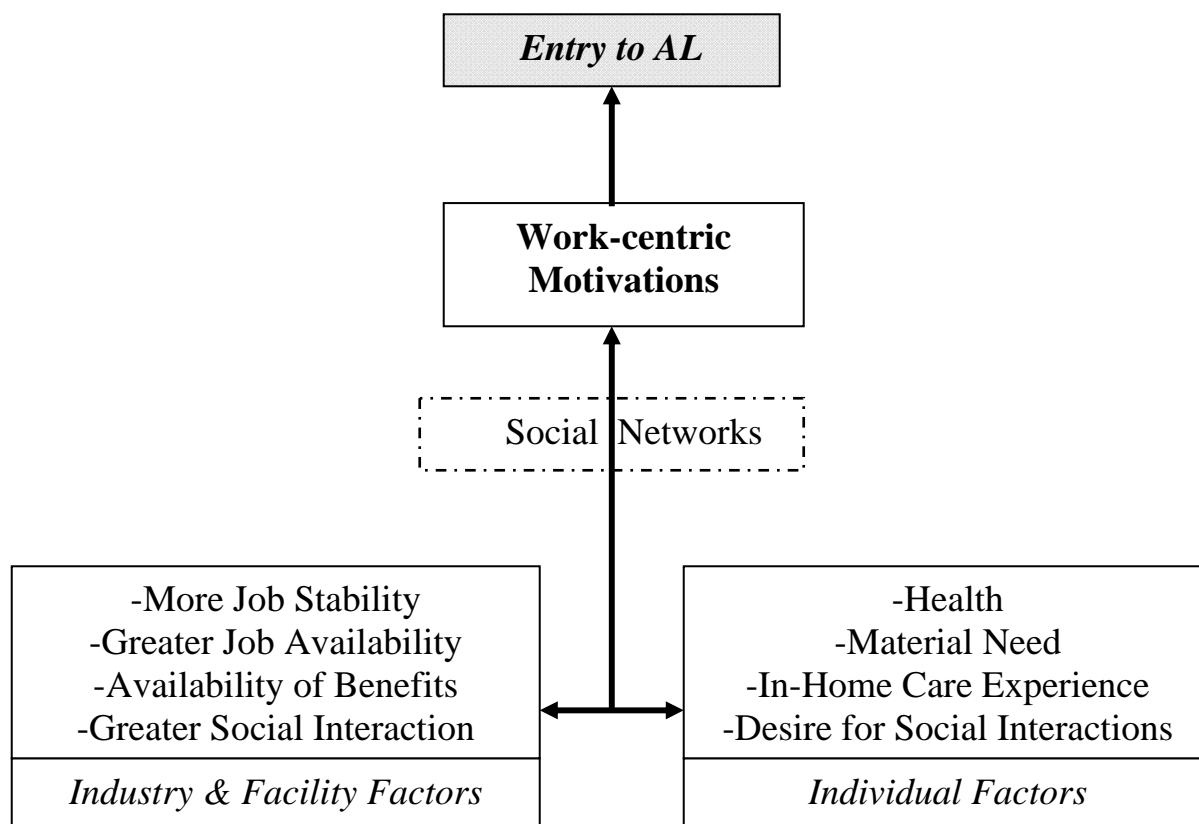 Entry to AL
Work-centric
Motivations
Social Networks
-More Job Stability
-Greater Job Availability
-Availability of Benefits
-Greater Social Interaction
Industry & Facility Factors
-Health
-Material Need
-In-Home Care Experience
-Desire for Social Interactions
Individual Factors